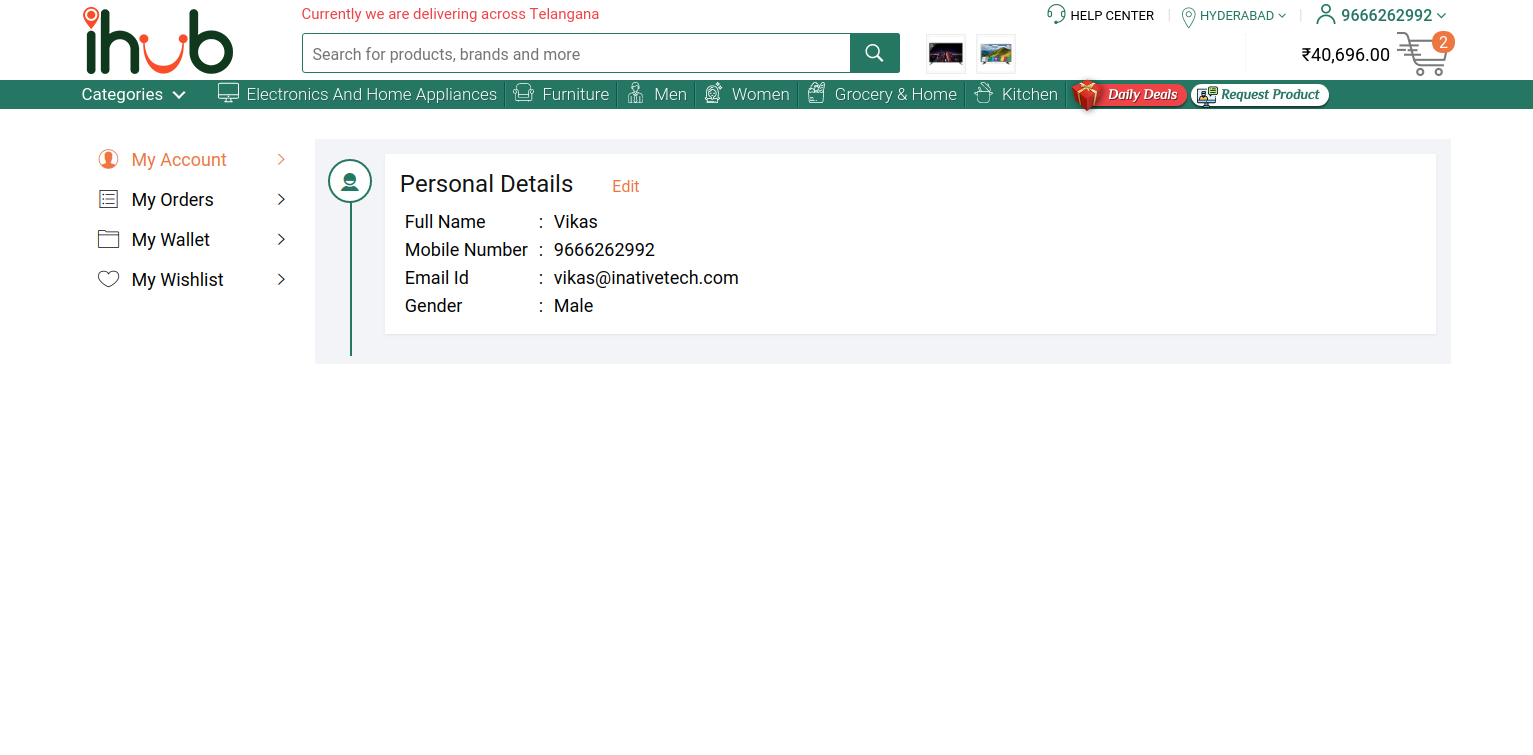 Currently we are delivering across Telangana
HELP CENTER
HYDERABAD
9666262992
ihub
Search for products, brands and more
₹40,696.00
2
Categories
Electronics And Home Appliances
Furniture
Men
Women
Grocery & Home
Kitchen
Daily Deals
Request Product
My Account
My Orders
My Wallet
My Wishlist
Personal Details Edit
Full Name : Vikas
Mobile Number : 9666262992
Email Id : vikas@inativetech.com
Gender : Male